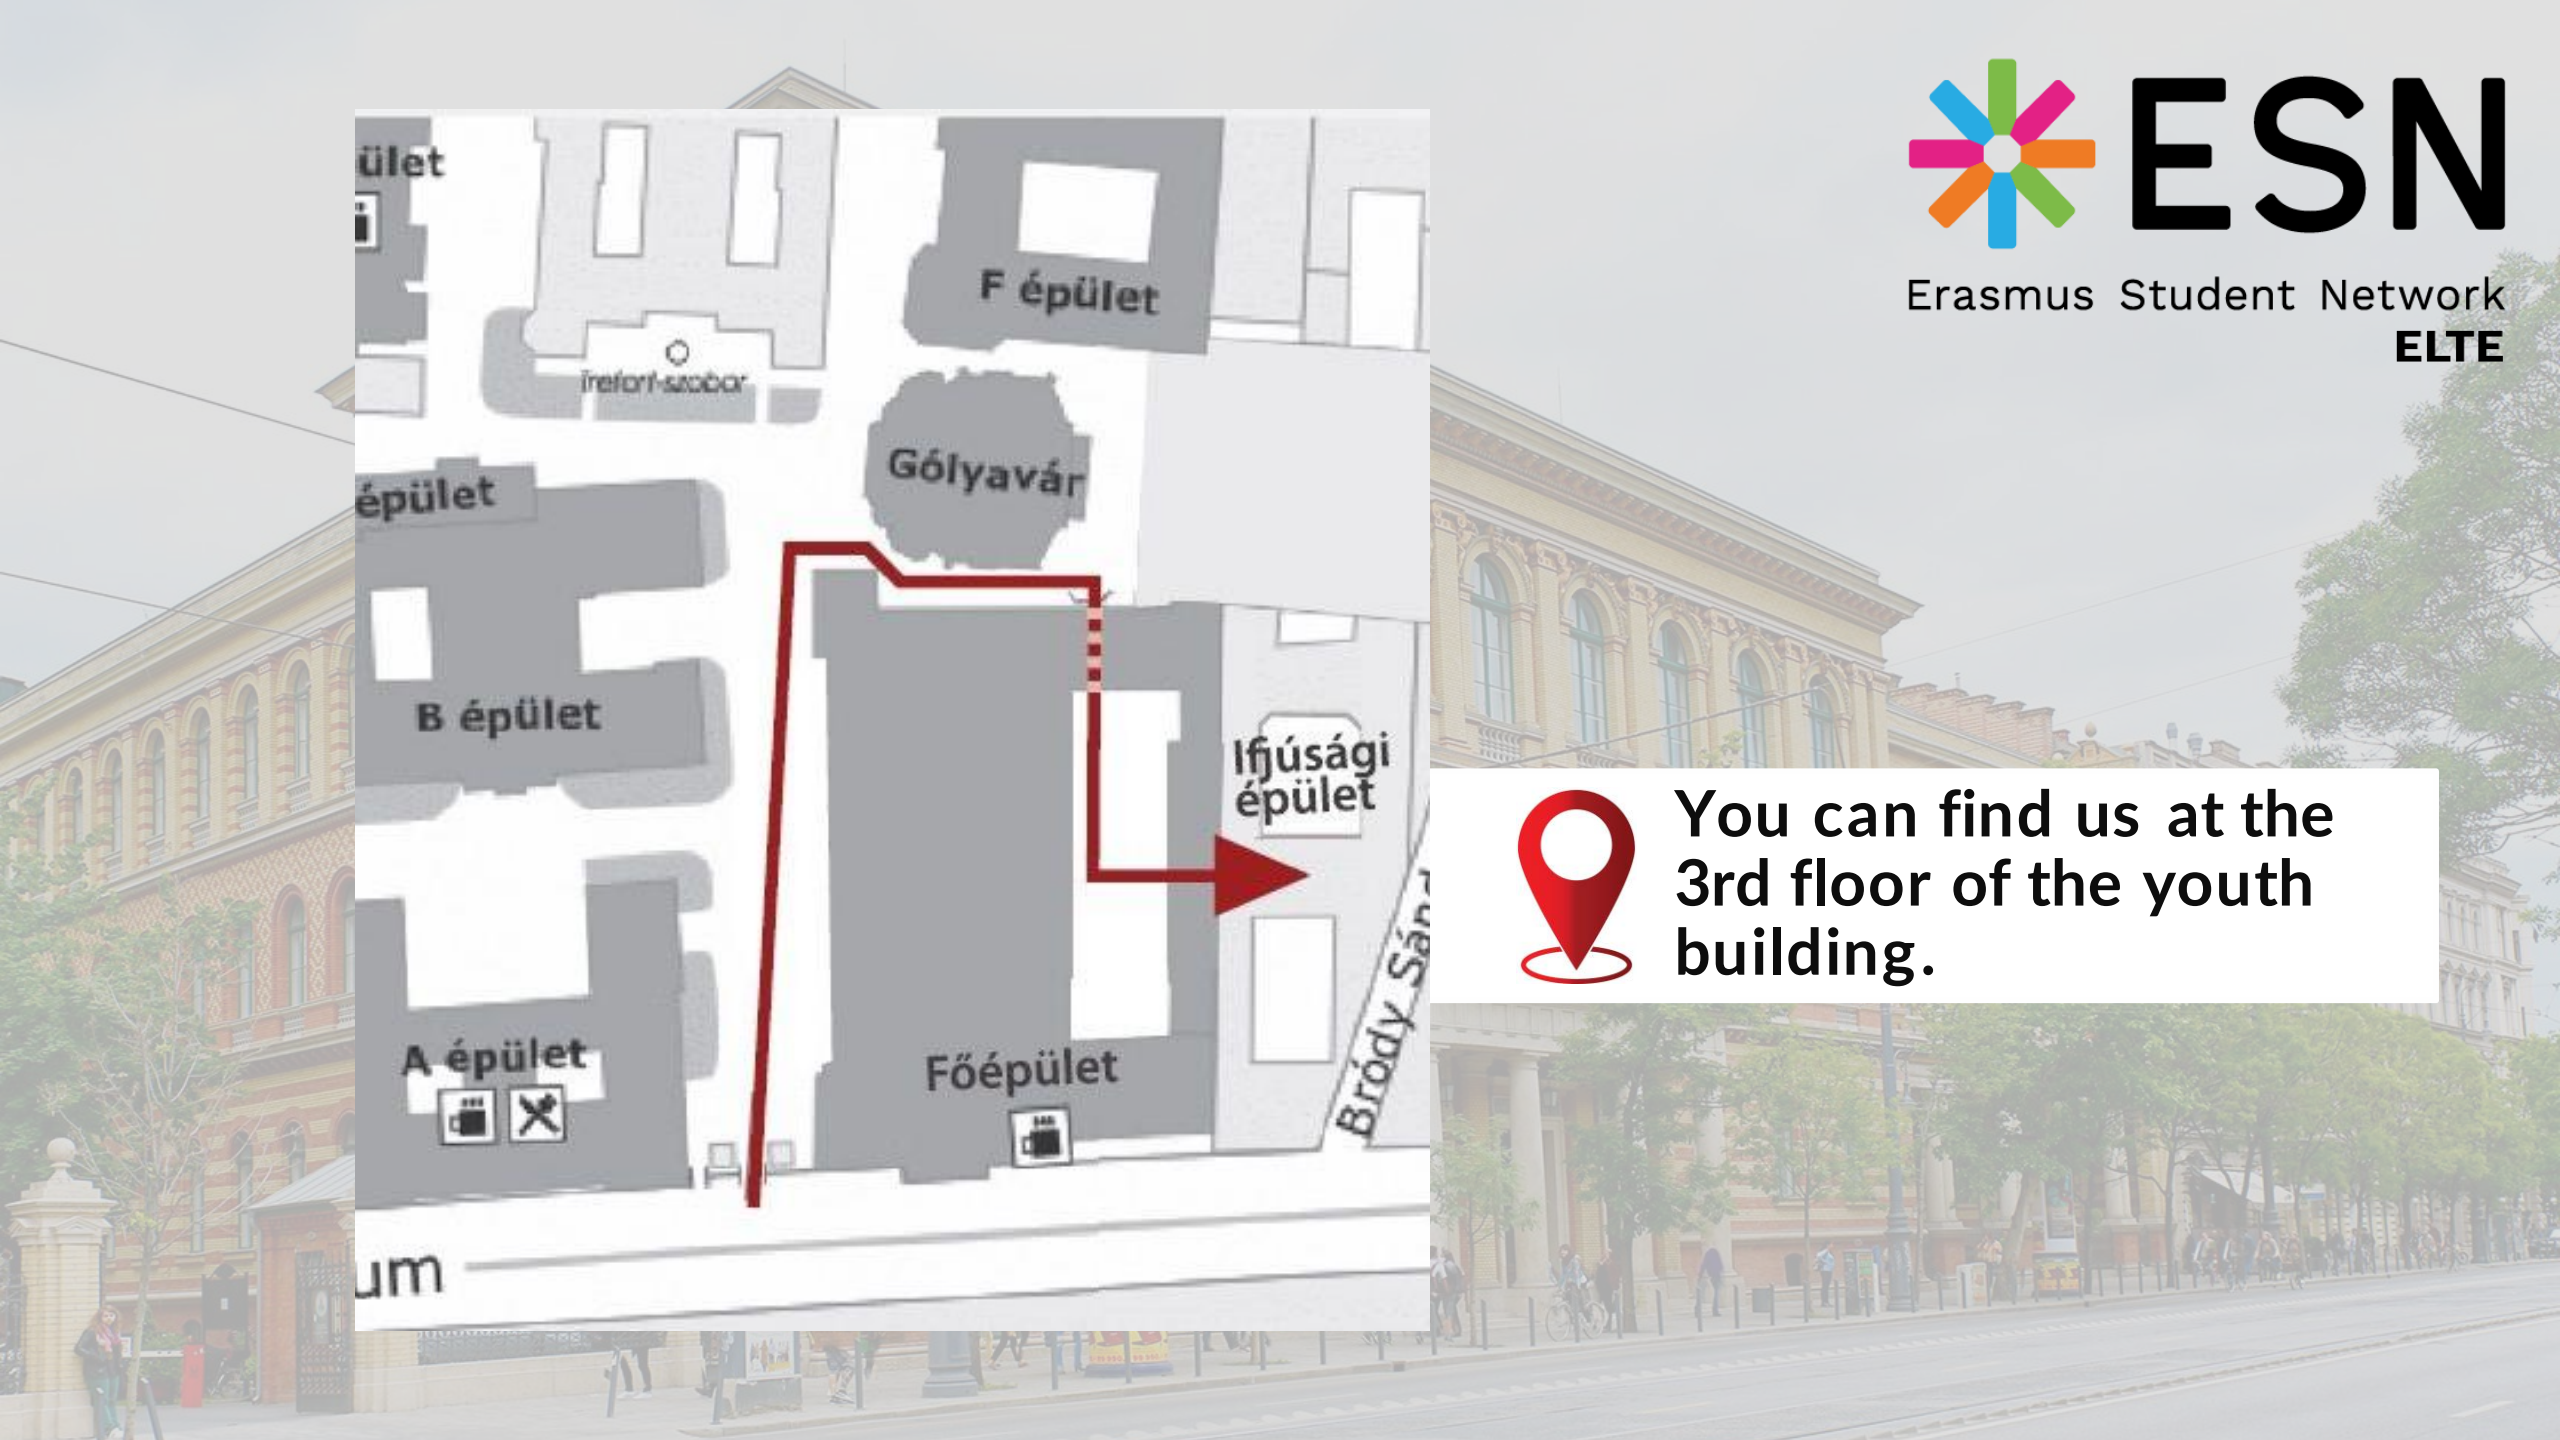 ESN
Erasmus Student Network
ELTE
ület
F épület
Trefort-szobor
Gólyavár
épület
B épület
Ifjúsági
épület
You can find us at the
3rd floor of the youth
building.
A épület
Főépület
Bródy Sánd
um